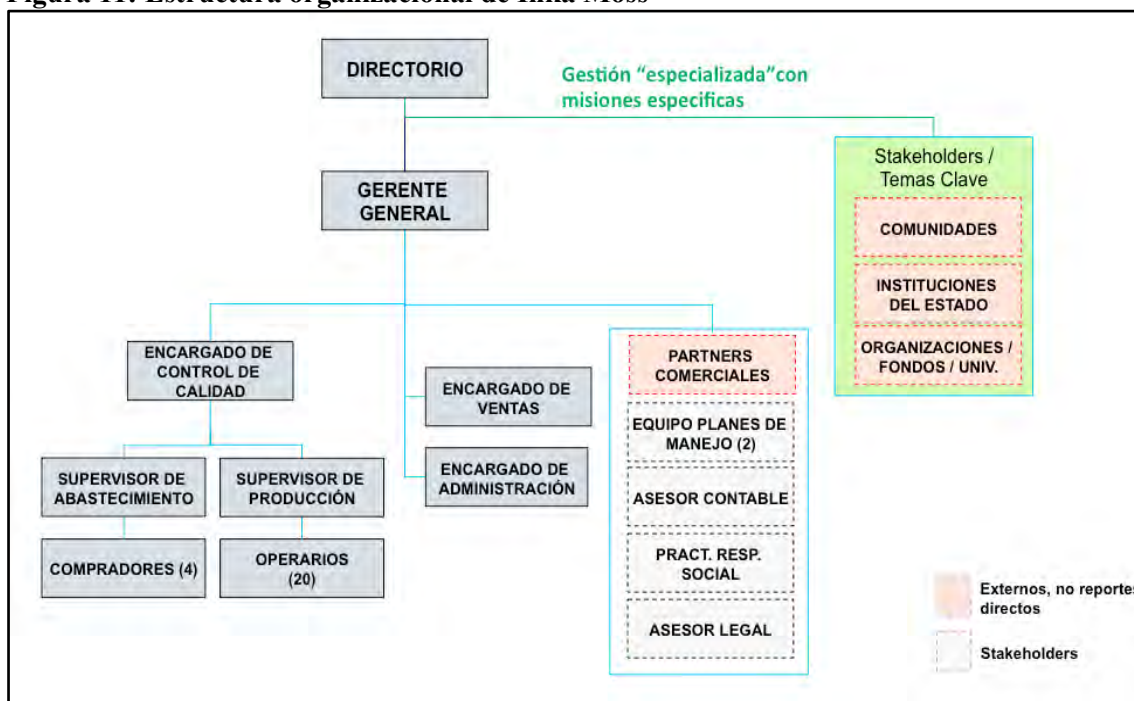 Figura 11. Estructura organizacional de Inka Moss
DIRECTORIO
Gestión "especializada"con
misiones especificas
Stakeholders /
Temas Clave
GERENTE
GENERAL
COMUNIDADES
INSTITUCIONES
DEL ESTADO
ORGANIZACIONES /
FONDOS / UNIV.
ENCARGADO DE
CONTROL DE
CALIDAD
PARTNERS
COMERCIALES
ENCARGADO DE
VENTAS
EQUIPO PLANES DE
MANEJO (2)
SUPERVISOR DE
ABASTECIMIENTO
SUPERVISOR DE
PRODUCCIÓN
ENCARGADO DE
ADMINISTRACIÓN
ASESOR CONTABLE
COMPRADORES (4)
OPERARIOS
(20)
PRACT. RESP.
SOCIAL
ASESOR LEGAL
Externos, no reportes
directos
Stakeholders